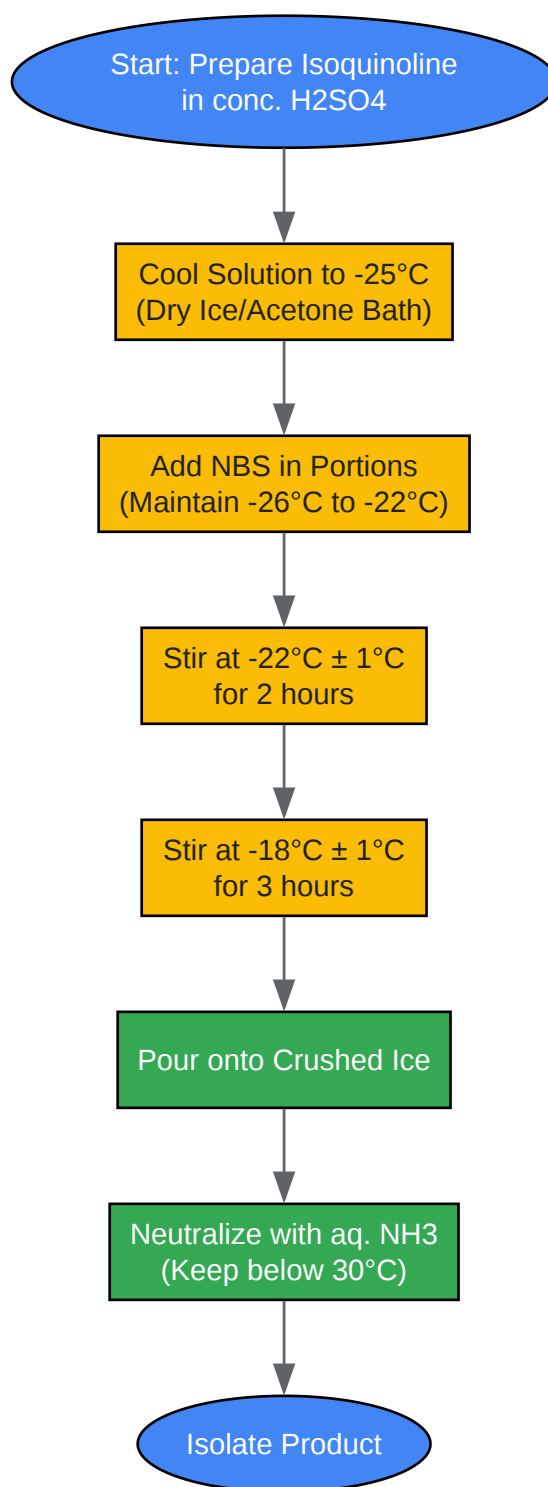 Start: Prepare Isoquinoline
in conc. H2SO4
Cool Solution to -25°C
(Dry Ice/Acetone Bath)
Add NBS in Portions
(Maintain -26°C to -22°C)
Stir at -22°C ± 1°C
for 2 hours
Stir at -18°C ± 1°C
for 3 hours
Pour onto Crushed Ice
Neutralize with aq. NH3
(Keep below 30°C)
Isolate Product